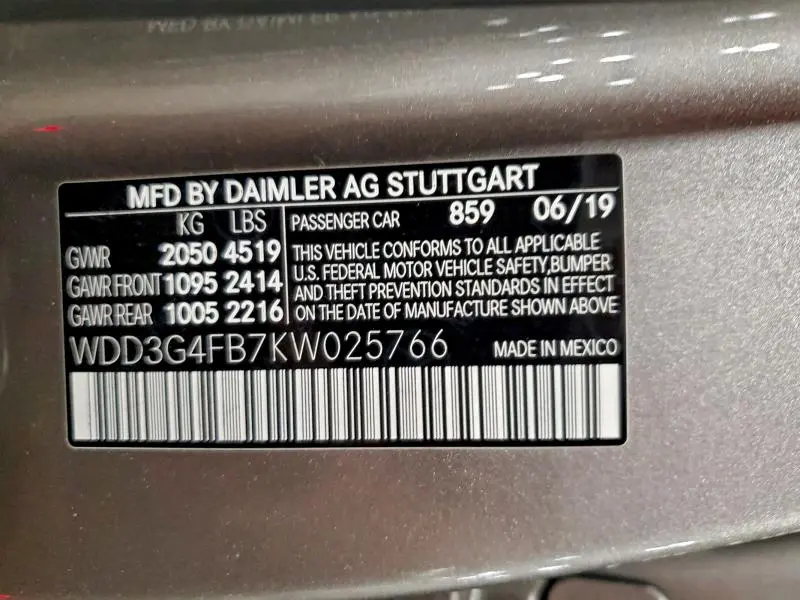 MFD BY DAIMLER AG STUTTGART
KG LBS
GVWR 2050 4519
GAWR FRONT 1095 2414
GAWR REAR 1005 2216
PASSENGER CAR 859 06/19
THIS VEHICLE CONFORMS TO ALL APPLICABLE
U.S. FEDERAL MOTOR VEHICLE SAFETY,BUMPER
AND THEFT PREVENTION STANDARDS IN EFFECT
ON THE DATE OF MANUFACTURE SHOWN ABOVE
WDD3G4FB7KW025766 MADE IN MEXICO